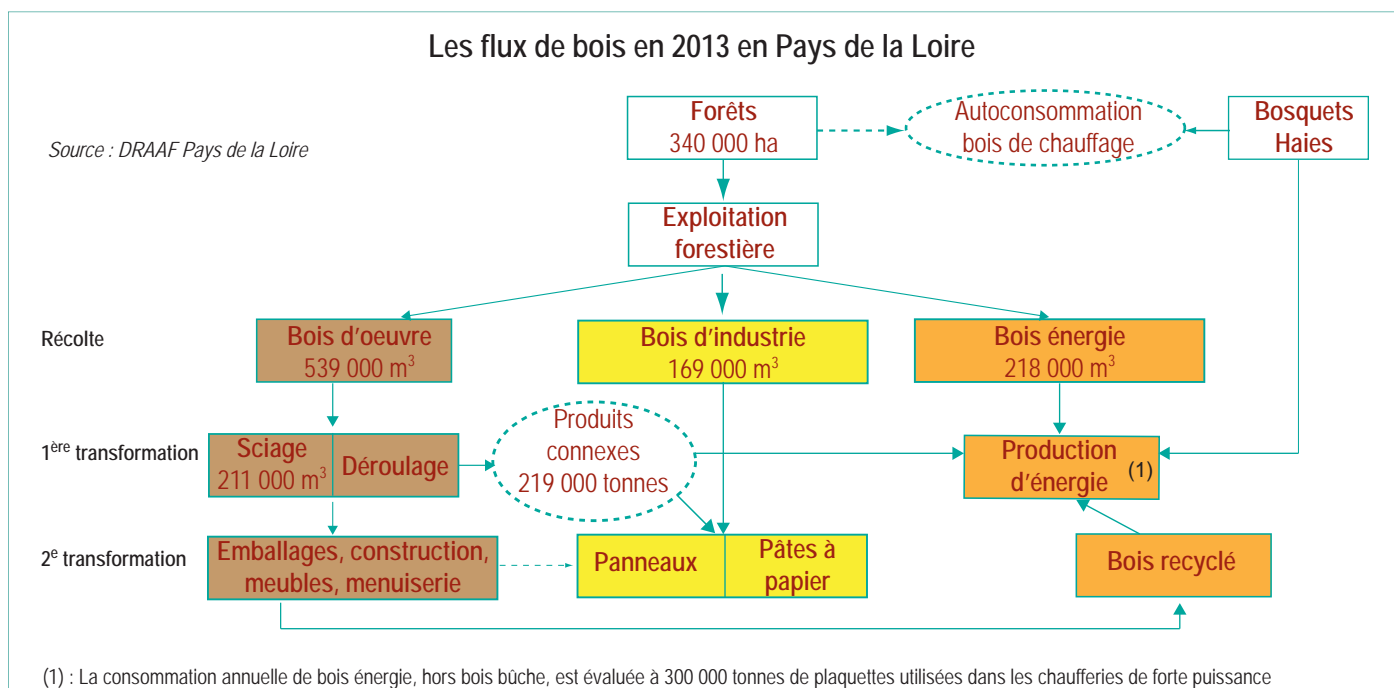 Les flux de bois en 2013 en Pays de la Loire
Source : DRAAF Pays de la Loire
Forêts
340 000 ha
Autoconsommation
bois de chauffage
Bosquets
Haies
Exploitation
forestière
Récolte
Bois d'oeuvre
539 000 m³
Bois d'industrie
169 000 m³
Bois énergie
218 000 m³
1ère transformation
Sciage
211 000 m³
Déroulage
Produits
connexes
219 000 tonnes
Production
d'énergie
(1)
2e transformation
Emballages, construction,
meubles, menuiserie
Panneaux
Pâtes à
papier
Bois recyclé
(1) : La consommation annuelle de bois énergie, hors bois bûche, est évaluée à 300 000 tonnes de plaquettes utilisées dans les chaufferies de forte puissance